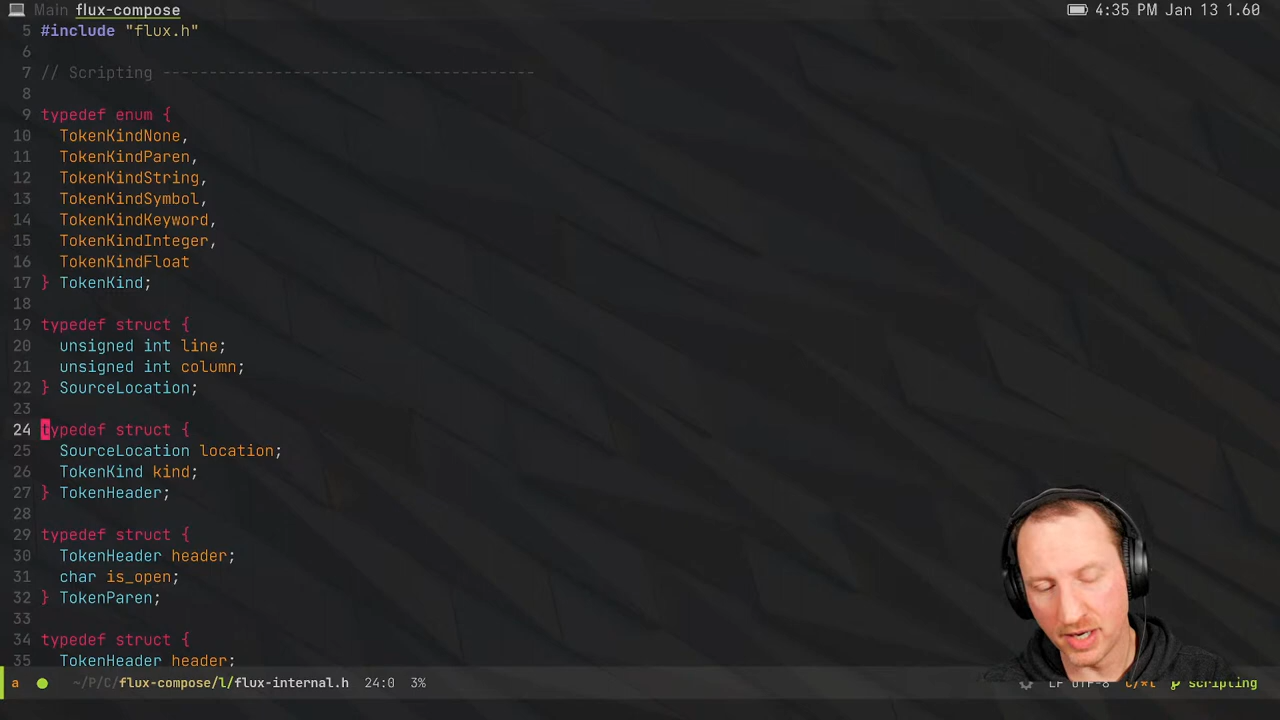 Main flux-compose 4:35 PM Jan 13 1.60
5 #include "flux.h"
6
7 // Scripting ----------------------------------------
8
9 typedef enum {
10 TokenKindNone,
11 TokenKindParen,
12 TokenKindString,
13 TokenKindSymbol,
14 TokenKindKeyword,
15 TokenKindInteger,
16 TokenKindFloat
17 } TokenKind;
18
19 typedef struct {
20 unsigned int line;
21 unsigned int column;
22 } SourceLocation;
23
24 typedef struct {
25 SourceLocation location;
26 TokenKind kind;
27 } TokenHeader;
28
29 typedef struct {
30 TokenHeader header;
31 char is_open;
32 } TokenParen;
33
34 typedef struct {
35 TokenHeader header;
a ~/P/C/flux-compose/l/flux-internal.h 24:0 3% LF UTF-8 scripting